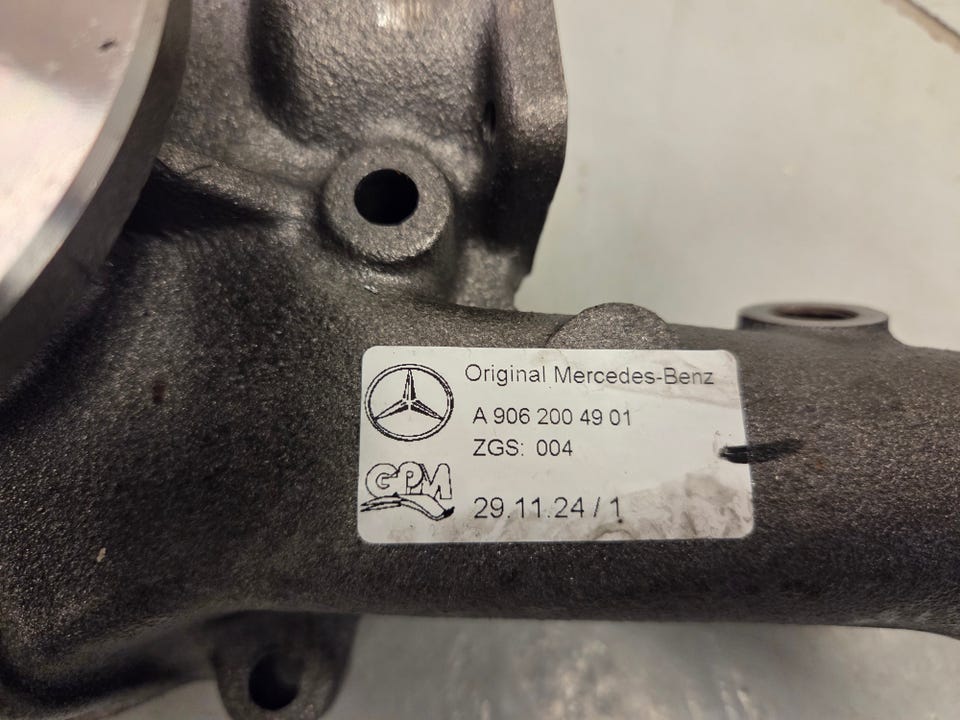 Original Mercedes-Benz
A 906 200 49 01
ZGS: 004
GPM
29.11.24 / 1